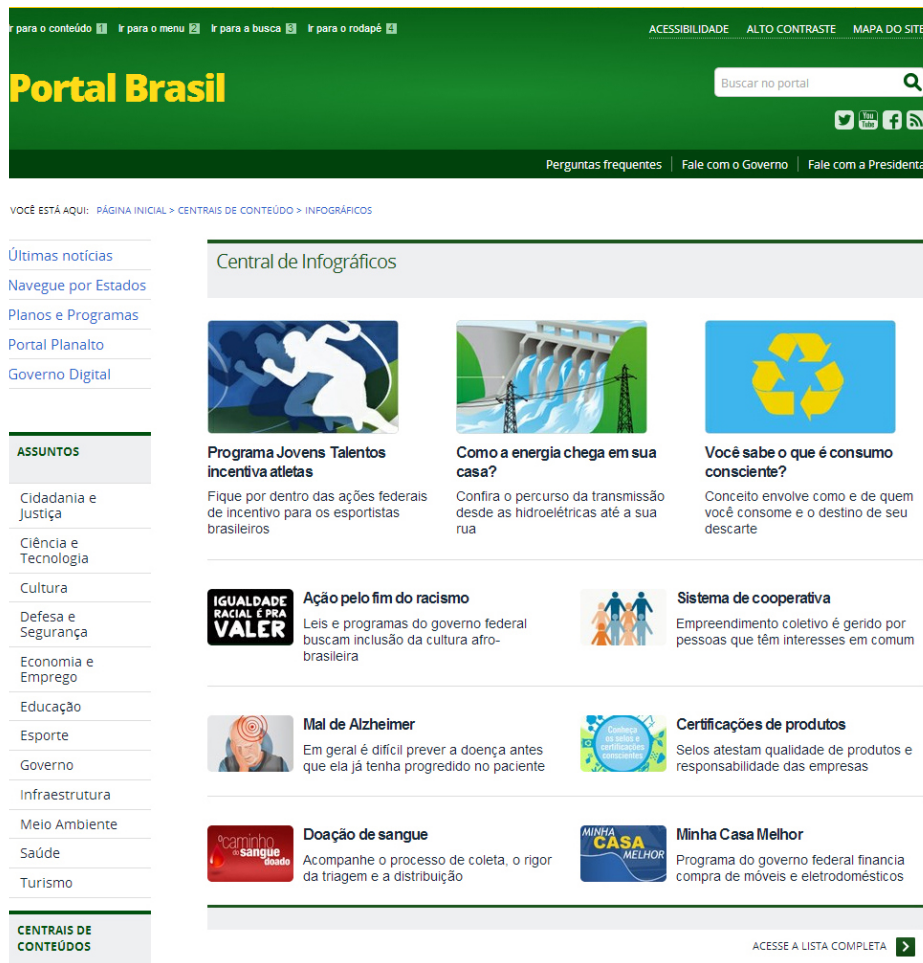 r para o conteúdo 1 Ir para o menu 2 Ir para a busca 3 Ir para o rodapé 4
ACESSIBILIDADE ALTO CONTRASTE MAPA DO SITE
Portal Brasil
Buscar no portal
You
Tube
Perguntas frequentes | Fale com o Governo | Fale com a Presidenta
VOCÊ ESTÁ AQUI: PÁGINA INICIAL > CENTRAIS DE CONTEÚDO > INFOGRÁFICOS
Últimas notícias
Navegue por Estados
Planos e Programas
Portal Planalto
Governo Digital
ASSUNTOS
Cidadania e
Justiça
Ciência e
Tecnologia
Cultura
Defesa e
Segurança
Economia e
Emprego
Educação
Esporte
Governo
Infraestrutura
Meio Ambiente
Saúde
Turismo
CENTRAIS DE
CONTEÚDOS
Central de Infográficos
Programa Jovens Talentos
incentiva atletas
Fique por dentro das ações federais
de incentivo para os esportistas
brasileiros
Como a energia chega em sua
casa?
Confira o percurso da transmissão
desde as hidroelétricas até a sua
rua
Você sabe o que é consumo
consciente?
Conceito envolve como e de quem
você consome e o destino de seu
descarte
IGUALDADE
RACIAL É PRA
VALER
Ação pelo fim do racismo
Leis e programas do governo federal
buscam inclusão da cultura afro-
brasileira
Sistema de cooperativa
Empreendimento coletivo é gerido por
pessoas que têm interesses em comum
Mal de Alzheimer
Em geral é difícil prever a doença antes
que ela já tenha progredido no paciente
Conheça
os selos e
certificações
conscientes
Certificações de produtos
Selos atestam qualidade de produtos e
responsabilidade das empresas
o caminho
do sangue
doado
Doação de sangue
Acompanhe o processo de coleta, o rigor
da triagem e a distribuição
MINHA
CASA
MELHOR
Minha Casa Melhor
Programa do governo federal financia
compra de móveis e eletrodomésticos
ACESSE A LISTA COMPLETA